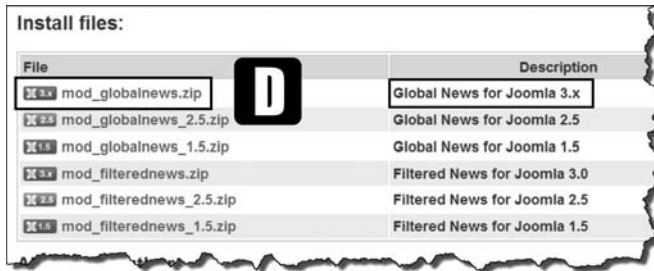 Install files:
File Description
3.x mod_globalnews.zip Global News for Joomla 3.x
2.5 mod_globalnews_2.5.zip Global News for Joomla 2.5
1.5 mod_globalnews_1.5.zip Global News for Joomla 1.5
3.x mod_filterednews.zip Filtered News for Joomla 3.0
2.5 mod_filterednews_2.5.zip Filtered News for Joomla 2.5
1.5 mod_filterednews_1.5.zip Filtered News for Joomla 1.5
D